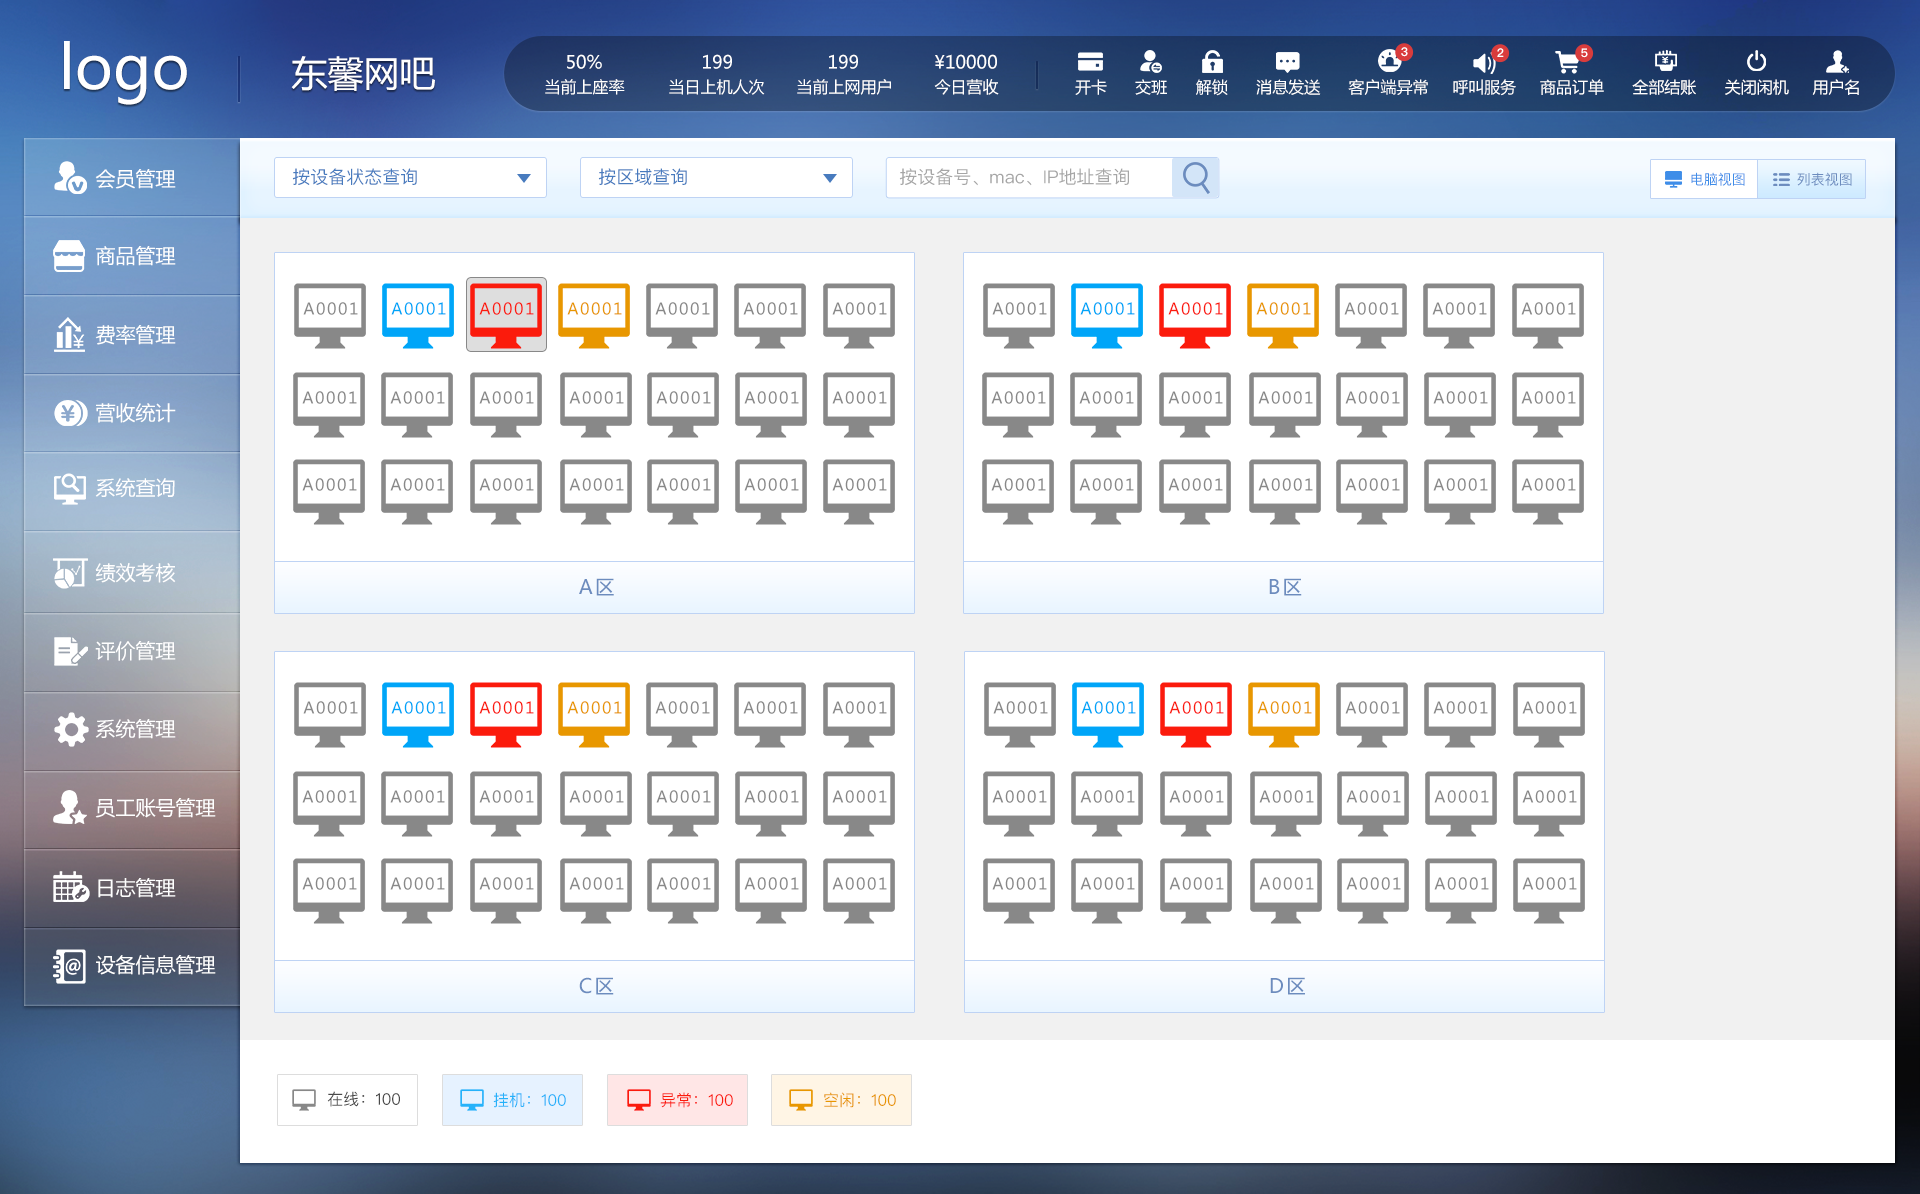 logo
东馨网吧
50% 199 199 ¥10000
当前上座率 当日上机人次 当前上网用户 今日营收
3 2 5
开卡 交班 解锁 消息发送 客户端异常 呼叫服务 商品订单 全部结账 关闭闲机 用户名
会员管理
商品管理
费率管理
营收统计
系统查询
绩效考核
评价管理
系统管理
员工账号管理
日志管理
设备信息管理
按设备状态查询 按区域查询 按设备号、mac、IP地址查询 电脑视图 列表视图
A0001 A0001 A0001 A0001 A0001 A0001 A0001
A0001 A0001 A0001 A0001 A0001 A0001 A0001
A0001 A0001 A0001 A0001 A0001 A0001 A0001
A区
A0001 A0001 A0001 A0001 A0001 A0001 A0001
A0001 A0001 A0001 A0001 A0001 A0001 A0001
A0001 A0001 A0001 A0001 A0001 A0001 A0001
B区
A0001 A0001 A0001 A0001 A0001 A0001 A0001
A0001 A0001 A0001 A0001 A0001 A0001 A0001
A0001 A0001 A0001 A0001 A0001 A0001 A0001
C区
A0001 A0001 A0001 A0001 A0001 A0001 A0001
A0001 A0001 A0001 A0001 A0001 A0001 A0001
A0001 A0001 A0001 A0001 A0001 A0001 A0001
D区
在线：100 挂机：100 异常：100 空闲：100